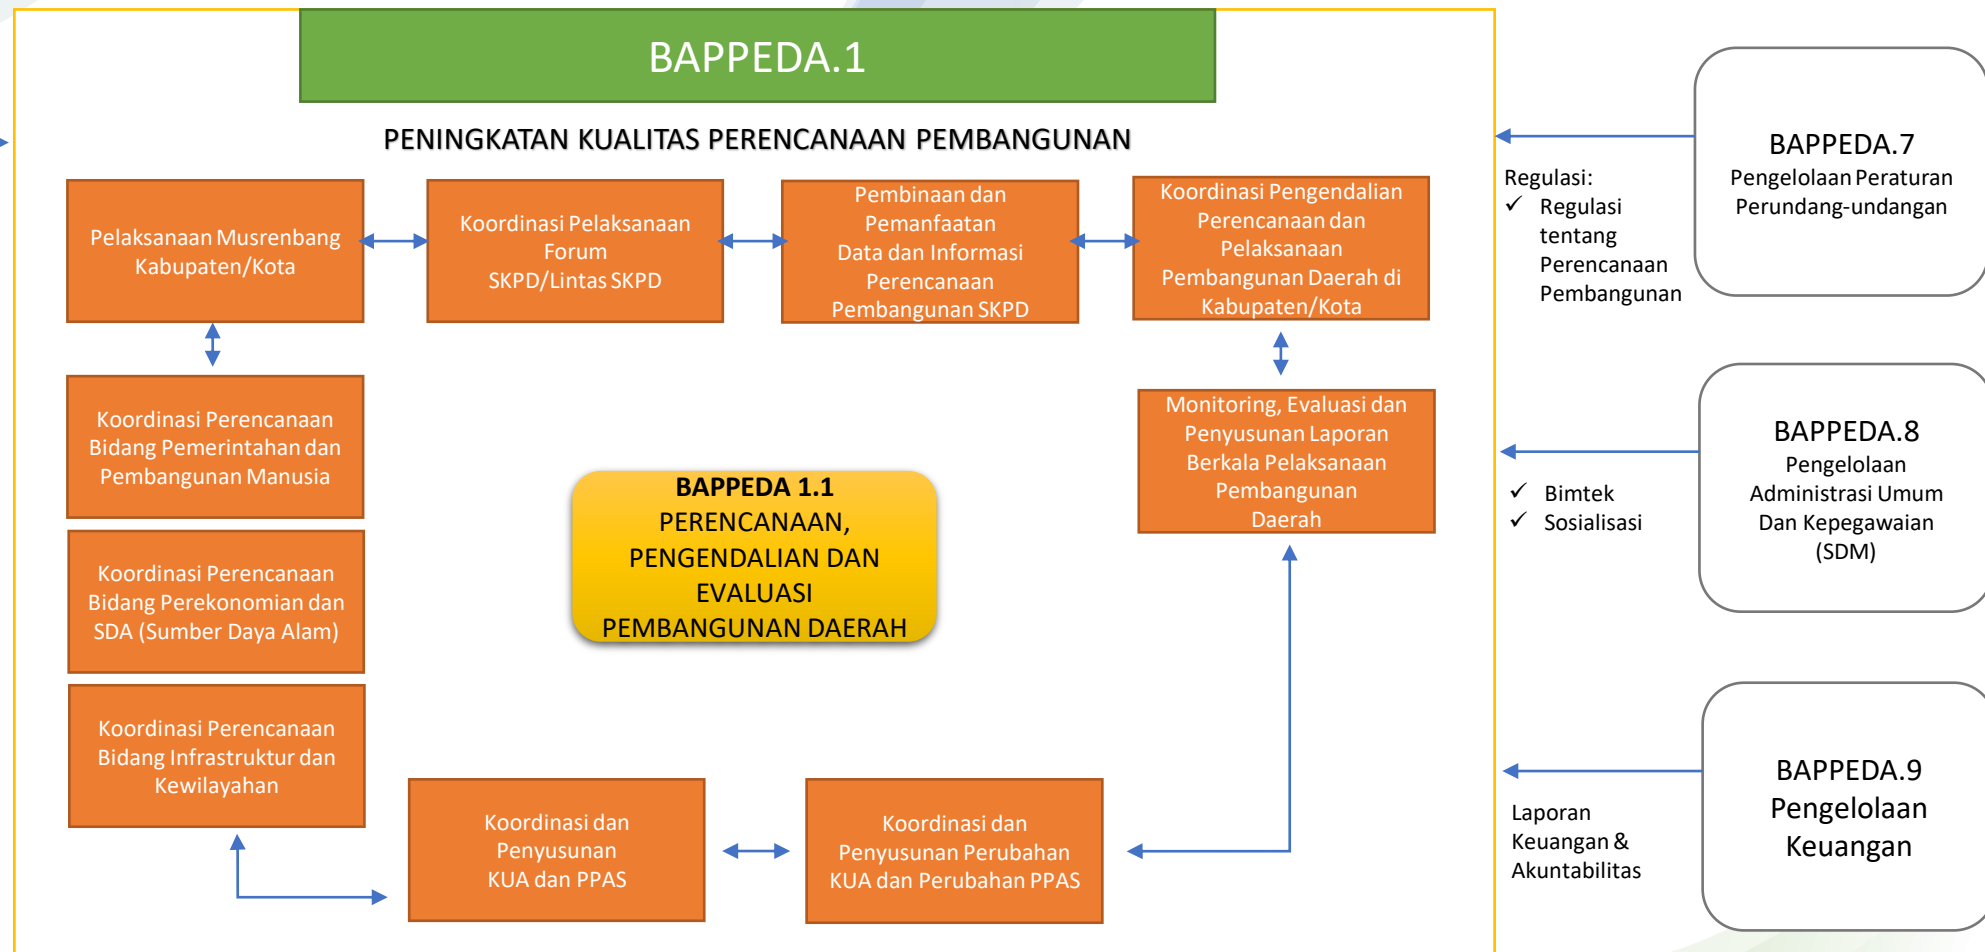 BAPPEDA.1
PENINGKATAN KUALITAS PERENCANAAN PEMBANGUNAN
Pelaksanaan Musrenbang
Kabupaten/Kota
Koordinasi Pelaksanaan
Forum
SKPD/Lintas SKPD
Pembinaan dan
Pemanfaatan
Data dan Informasi
Perencanaan
Pembangunan SKPD
Koordinasi Pengendalian
Perencanaan dan
Pelaksanaan
Pembangunan Daerah di
Kabupaten/Kota
Koordinasi Perencanaan
Bidang Pemerintahan dan
Pembangunan Manusia
Monitoring, Evaluasi dan
Penyusunan Laporan
Berkala Pelaksanaan
Pembangunan
Daerah
BAPPEDA 1.1
PERENCANAAN,
PENGENDALIAN DAN
EVALUASI
PEMBANGUNAN DAERAH
Koordinasi Perencanaan
Bidang Perekonomian dan
SDA (Sumber Daya Alam)
Koordinasi Perencanaan
Bidang Infrastruktur dan
Kewilayahan
Koordinasi dan
Penyusunan
KUA dan PPAS
Koordinasi dan
Penyusunan Perubahan
KUA dan Perubahan PPAS
Regulasi:
✓ Regulasi
tentang
Perencanaan
Pembangunan
BAPPEDA.7
Pengelolaan Peraturan
Perundang-undangan
✓ Bimtek
✓ Sosialisasi
BAPPEDA.8
Pengelolaan
Administrasi Umum
Dan Kepegawaian
(SDM)
Laporan
Keuangan &
Akuntabilitas
BAPPEDA.9
Pengelolaan
Keuangan